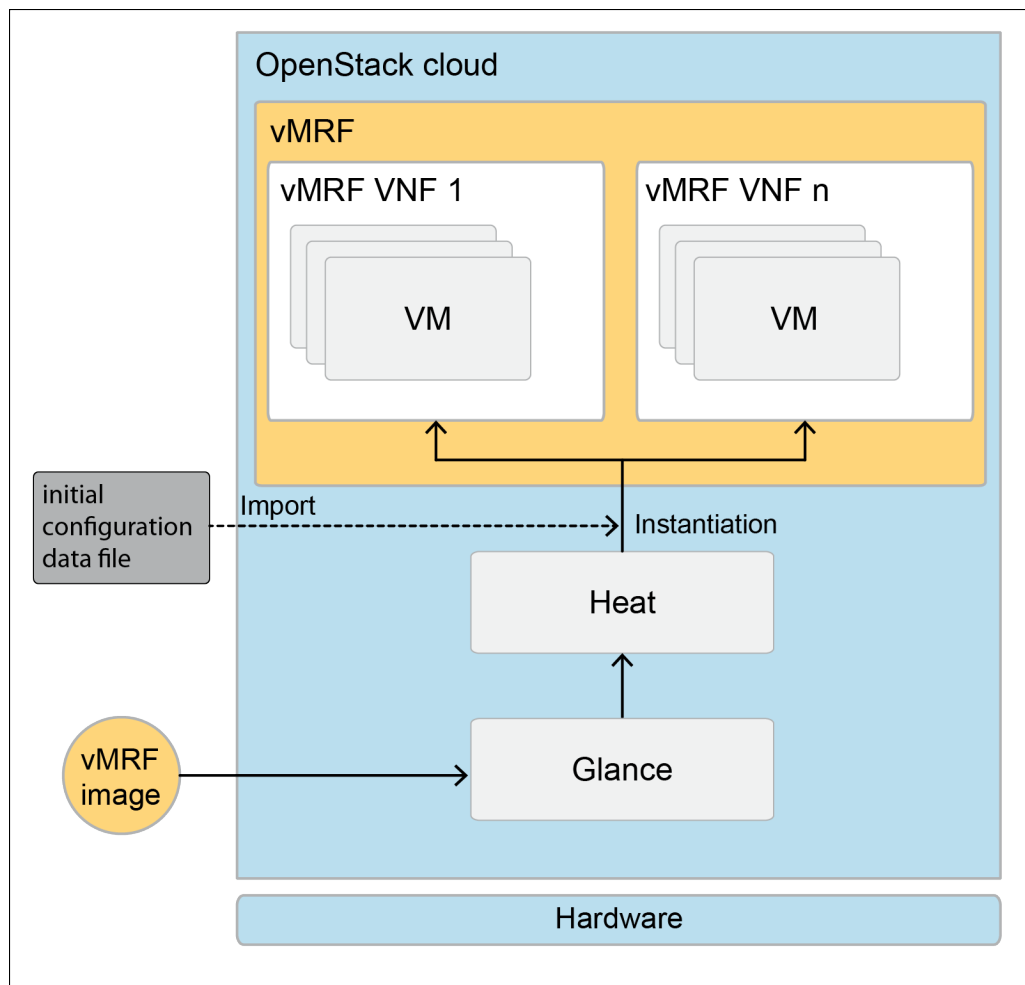 OpenStack cloud
vMRF
vMRF VNF 1
vMRF VNF n
VM
VM
initial
configuration
data file
Import
Instantiation
Heat
vMRF
image
Glance
Hardware